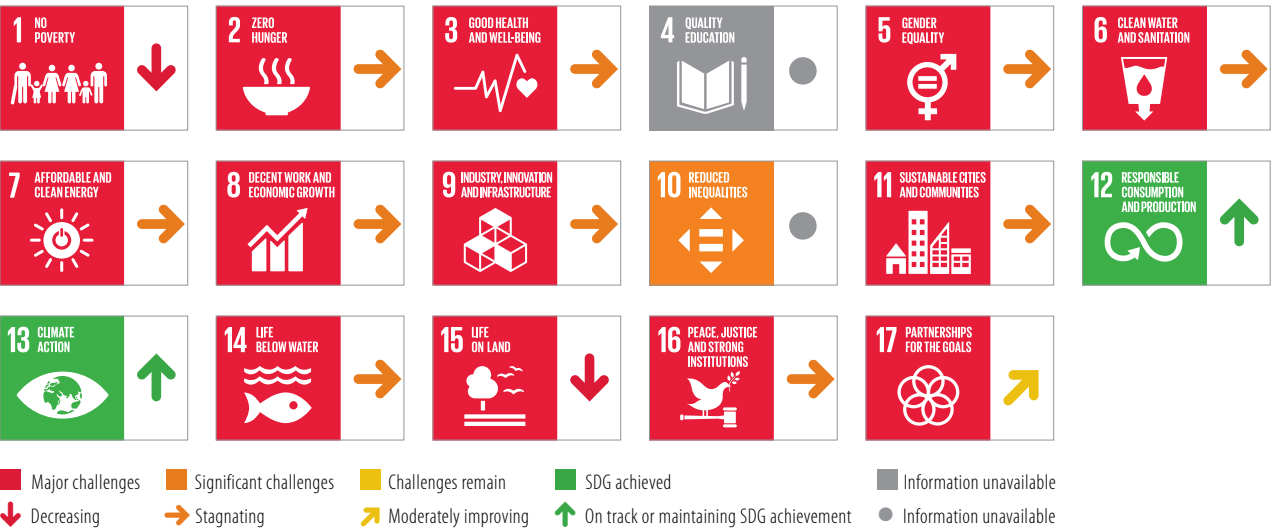 1 NO
POVERTY
2 ZERO
HUNGER
3 GOOD HEALTH
AND WELL-BEING
4 QUALITY
EDUCATION
5 GENDER
EQUALITY
6 CLEAN WATER
AND SANITATION
7 AFFORDABLE AND
CLEAN ENERGY
8 DECENT WORK AND
ECONOMIC GROWTH
9 INDUSTRY, INNOVATION
AND INFRASTRUCTURE
10 REDUCED
INEQUALITIES
11 SUSTAINABLE CITIES
AND COMMUNITIES
12 RESPONSIBLE
CONSUMPTION
AND PRODUCTION
13 CLIMATE
ACTION
14 LIFE
BELOW WATER
15 LIFE
ON LAND
16 PEACE, JUSTICE
AND STRONG
INSTITUTIONS
17 PARTNERSHIPS
FOR THE GOALS
Major challenges
Significant challenges
Challenges remain
SDG achieved
Information unavailable
Decreasing
Stagnating
Moderately improving
On track or maintaining SDG achievement
Information unavailable